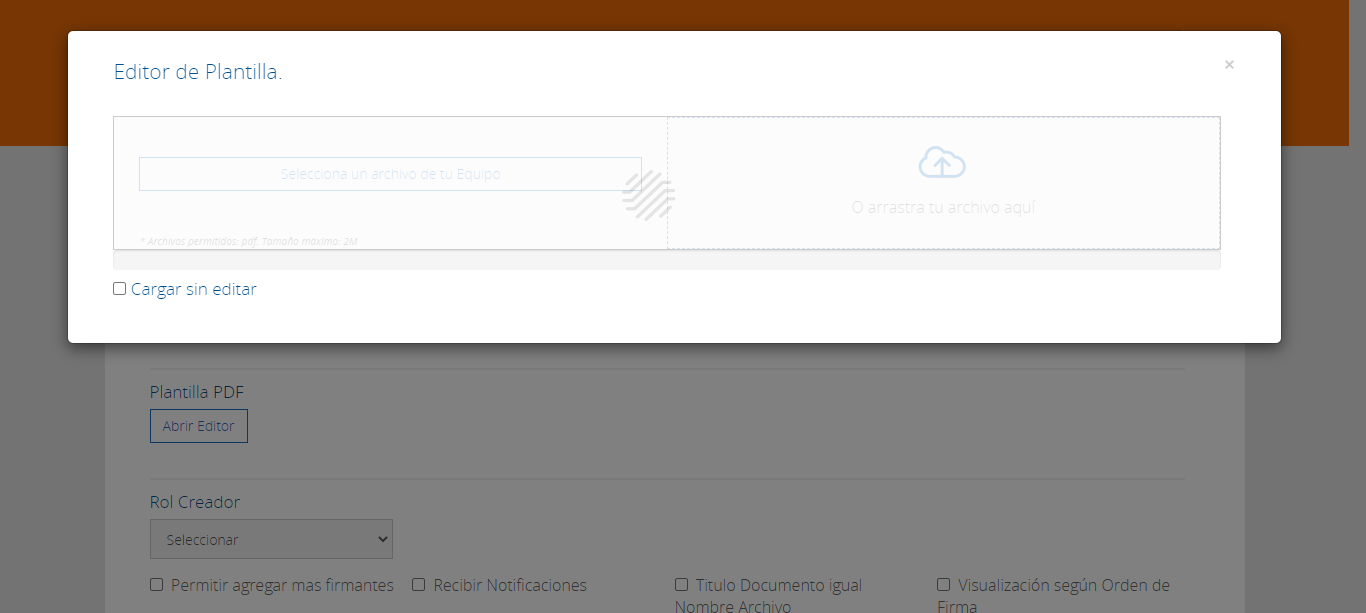 Editor de Plantilla.
×
Selecciona un archivo de tu Equipo
O arrastra tu archivo aquí
* Archivos permitidos: pdf. Tamaño maximo: 2M
Cargar sin editar
Plantilla PDF
Abrir Editor
Rol Creador
Seleccionar
Permitir agregar mas firmantes
Recibir Notificaciones
Titulo Documento igual
Nombre Archivo
Visualización según Orden de
Firma